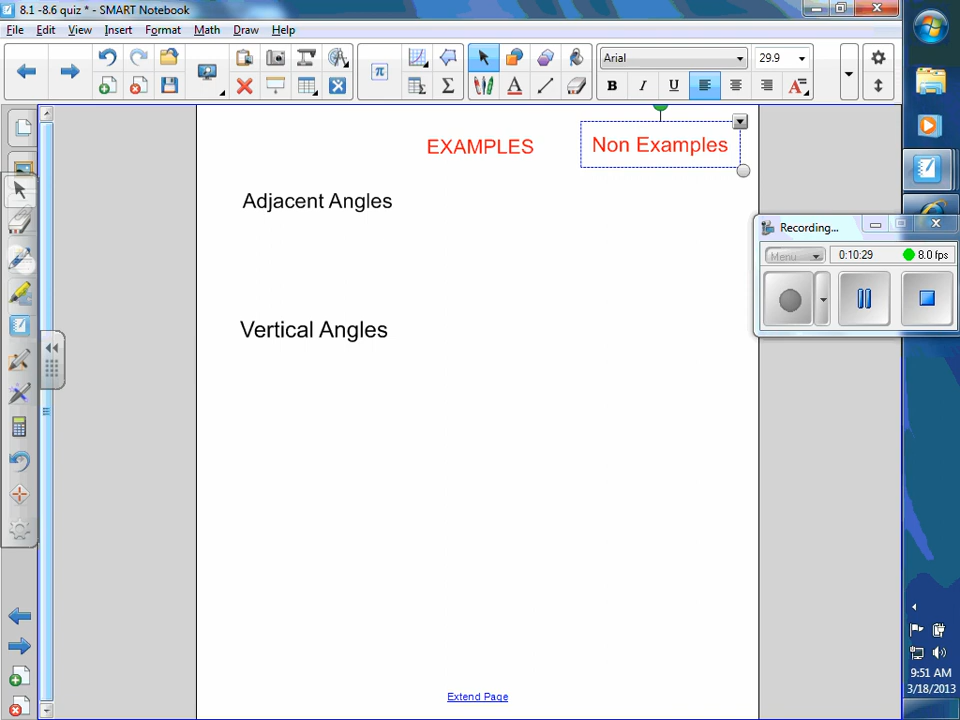 8.1 -8.6 quiz * - SMART Notebook
File Edit View Insert Format Math Draw Help
Arial 29.9
B I U A
EXAMPLES Non Examples
Adjacent Angles
Vertical Angles
Recording...
Menu 0:10:29 8.0 fps
Extend Page
9:51 AM
3/18/2013